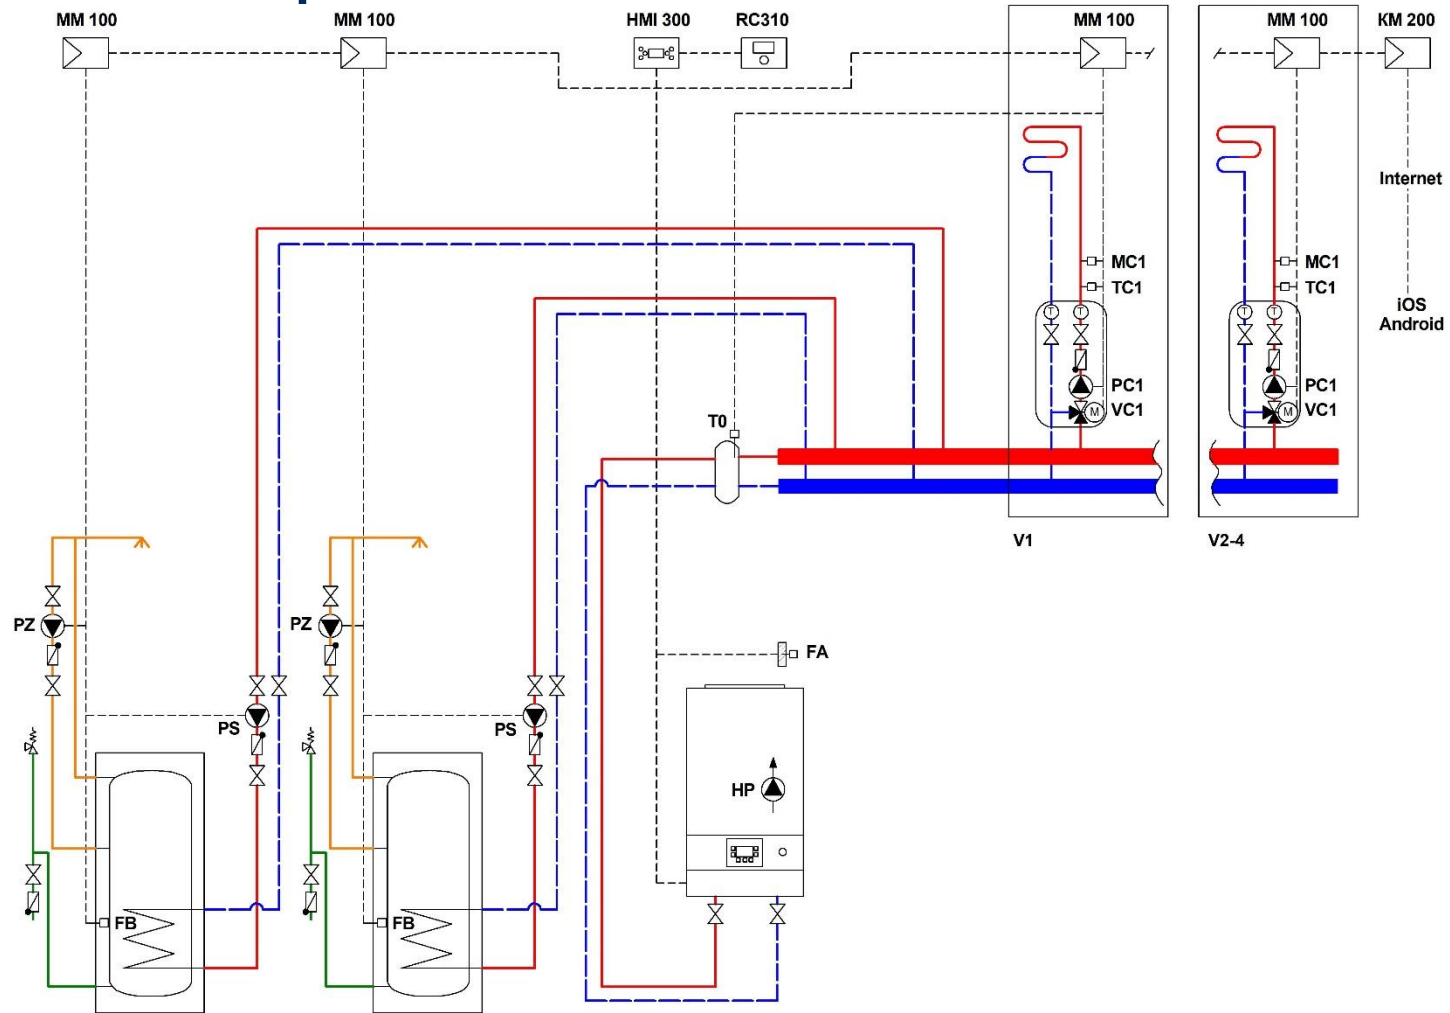 MM 100
MM 100
HMI 300
RC310
MM 100
MM 100
KM 200
Internet
MC1
MC1
TC1
TC1
iOS
Android
PC1
PC1
M
VC1
M
VC1
T0
V1
V2-4
PZ
PZ
FA
PS
PS
HP
FB
FB